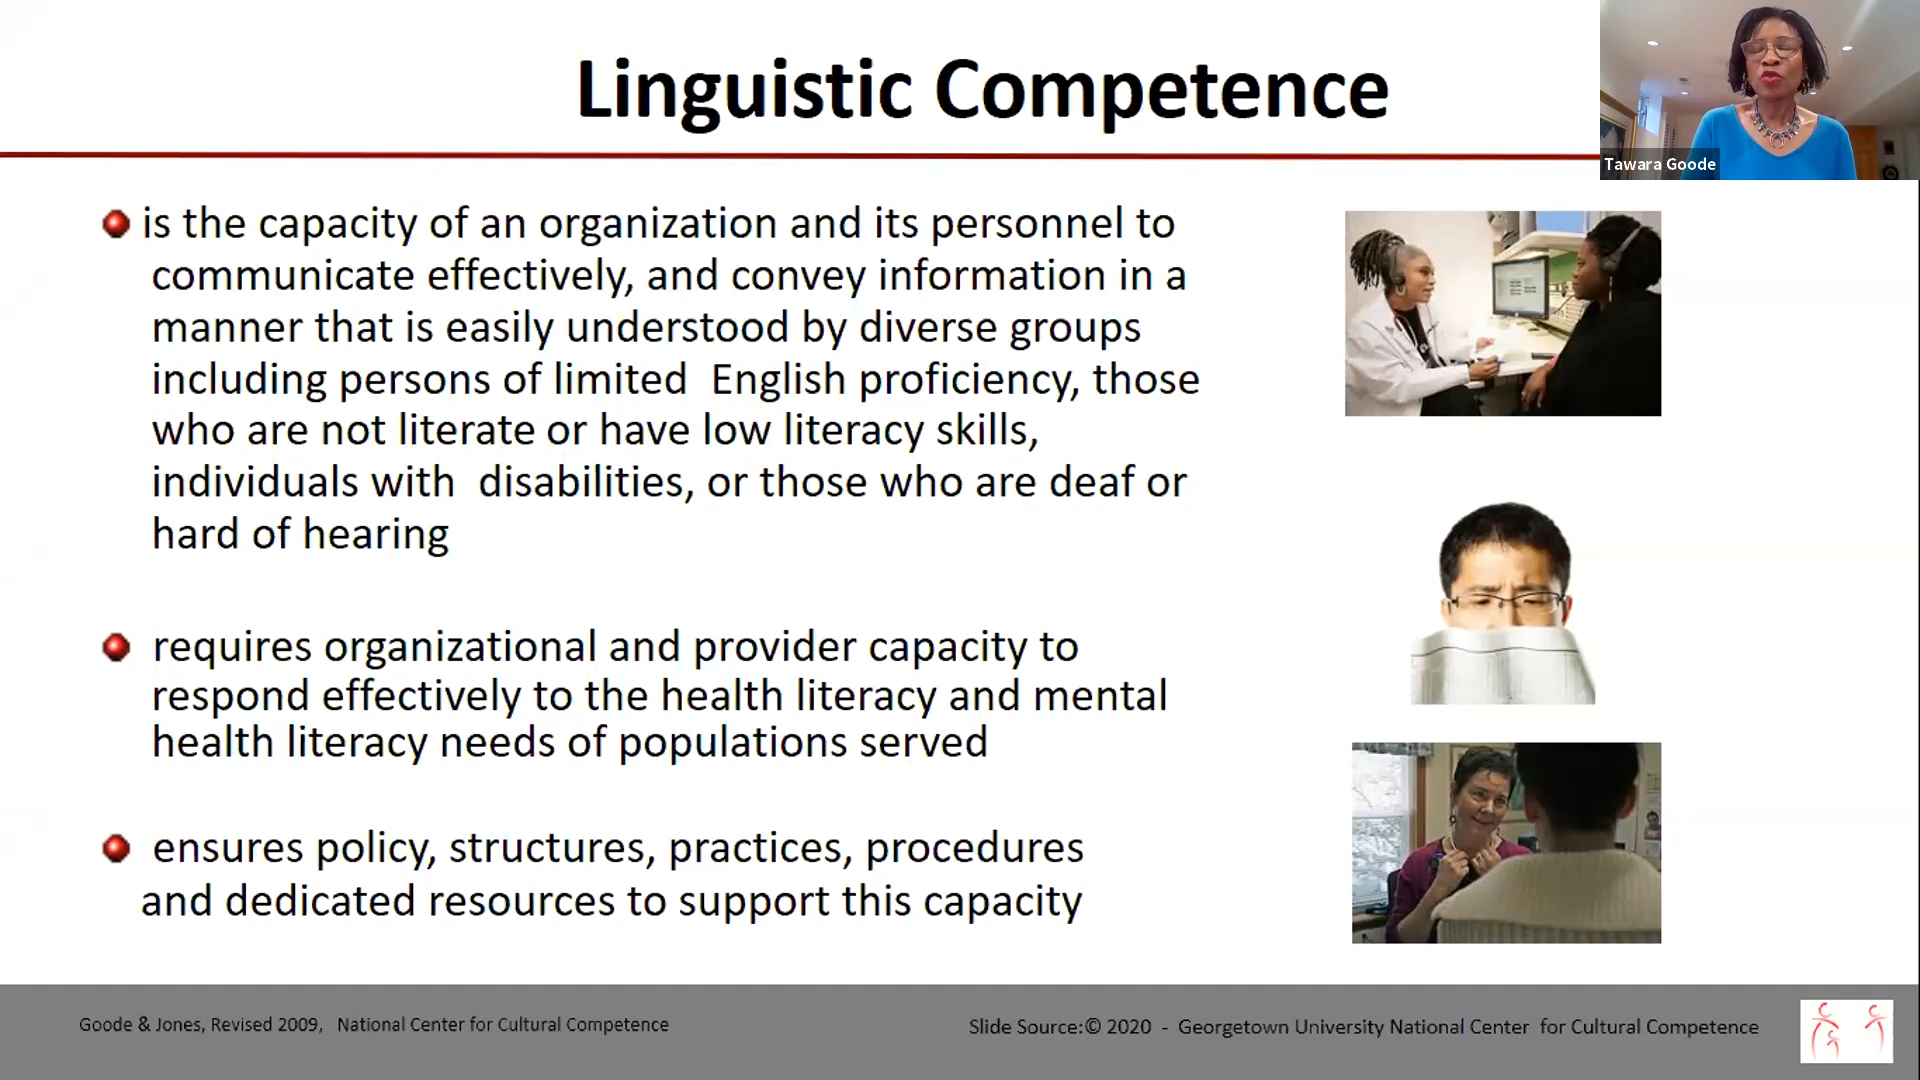 Linguistic Competence
Tawara Goode
is the capacity of an organization and its personnel to
communicate effectively, and convey information in a
manner that is easily understood by diverse groups
including persons of limited English proficiency, those
who are not literate or have low literacy skills,
individuals with disabilities, or those who are deaf or
hard of hearing
requires organizational and provider capacity to
respond effectively to the health literacy and mental
health literacy needs of populations served
ensures policy, structures, practices, procedures
and dedicated resources to support this capacity
Goode & Jones, Revised 2009, National Center for Cultural Competence
Slide Source:© 2020 - Georgetown University National Center for Cultural Competence